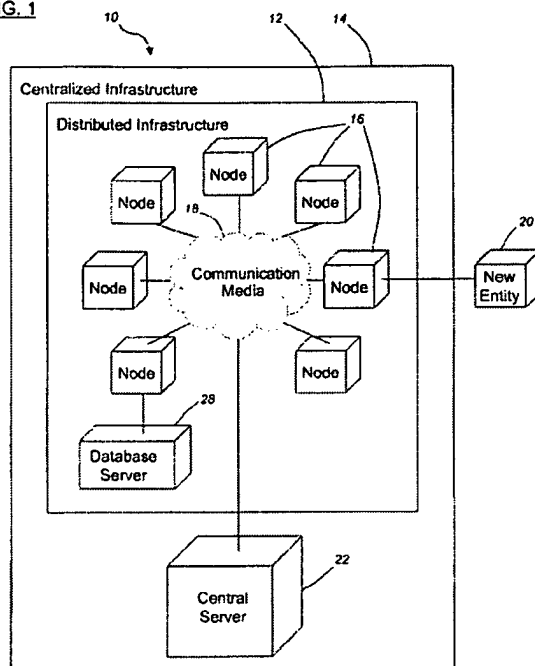 G. 1
10
14
12
Centralized Infrastructure
Distributed Infrastructure
16
Node
Node
Node
18
20
Communication
Media
Node
Node
New
Entity
Node
Node
28
Database
Server
22
Central
Server